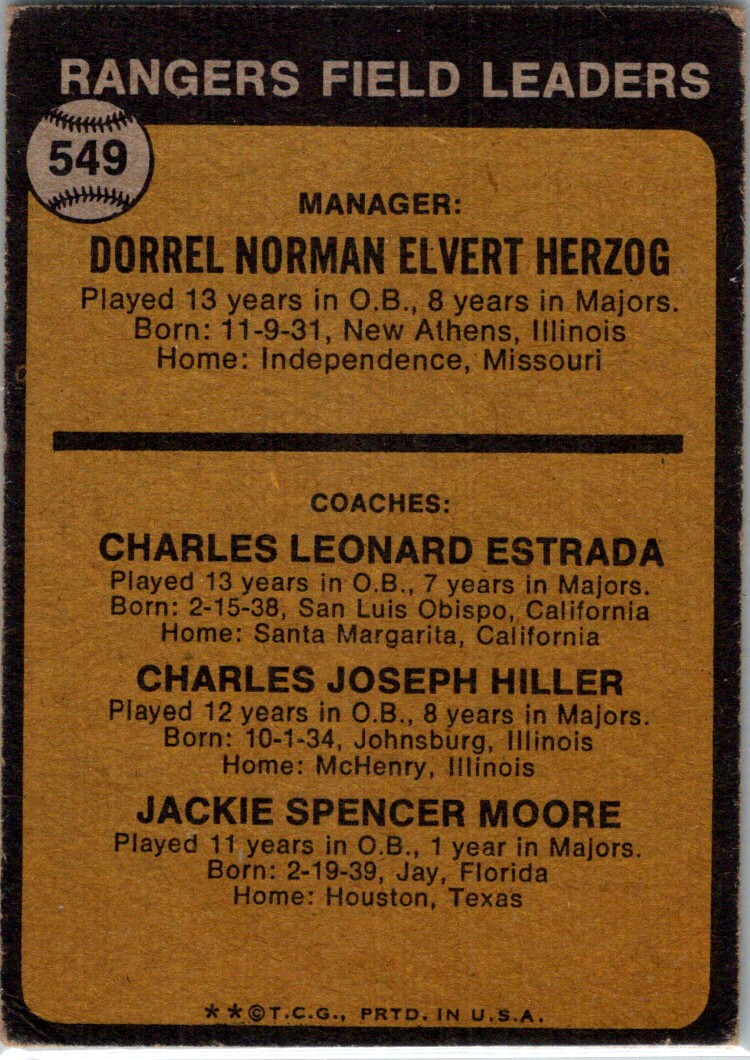 RANGERS FIELD LEADERS
549
MANAGER:
DORREL NORMAN ELVERT HERZOG
Played 13 years in O.B., 8 years in Majors.
Born: 11-9-31, New Athens, Illinois
Home: Independence, Missouri
COACHES:
CHARLES LEONARD ESTRADA
Played 13 years in O.B., 7 years in Majors.
Born: 2-15-38, San Luis Obispo, California
Home: Santa Margarita, California
CHARLES JOSEPH HILLER
Played 12 years in O.B., 8 years in Majors.
Born: 10-1-34, Johnsburg, Illinois
Home: McHenry, Illinois
JACKIE SPENCER MOORE
Played 11 years in O.B., 1 year in Majors.
Born: 2-19-39, Jay, Florida
Home: Houston, Texas
**©T.C.G., PRTD. IN U.S.A.